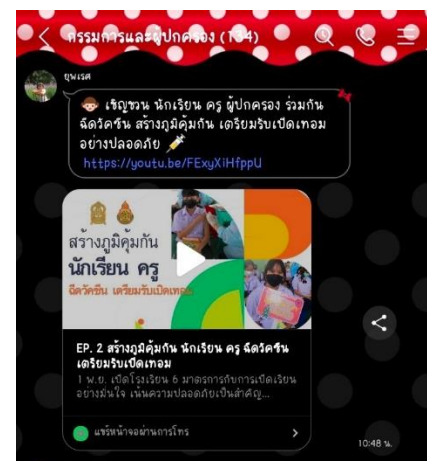 กรรมการและผู้ปกครอง (134)
ยุพเรศ
เชิญชวน นักเรียน ครู ผู้ปกครอง ร่วมกัน
ฉีดวัคซีน สร้างภูมิคุ้มกัน เตรียมรับเปิดเทอม
อย่างปลอดภัย
https://youtu.be/FExyXiHfppU
สร้างภูมิคุ้มกัน
นักเรียน ครู
ฉีดวัคซีน เตรียมรับเปิดเทอม
EP. 2 สร้างภูมิคุ้มกัน นักเรียน ครู ฉีดวัคซีน
เตรียมรับเปิดเทอม
1 พ.ย. เปิดโรงเรียน 6 มาตรการกับการเปิดเรียน
อย่างมั่นใจ เน้นความปลอดภัยเป็นสำคัญ...
แชร์หน้าจอผ่านการโทร
10:48 น.